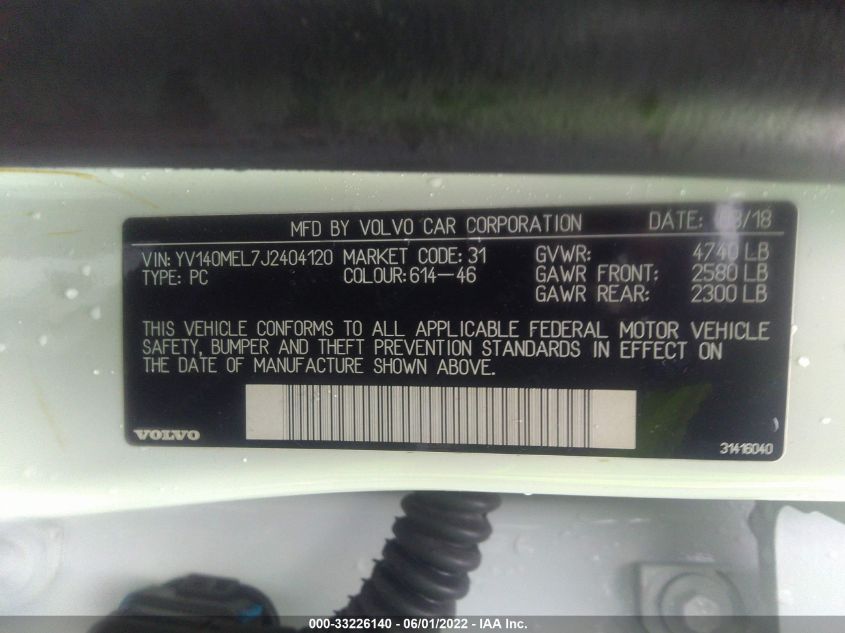 MFD BY VOLVO CAR CORPORATION DATE: /18
VIN: YV140MEL7J2404120 MARKET CODE: 31 GVWR: 4740 LB
TYPE: PC COLOUR: 614-46 GAWR FRONT: 2580 LB
GAWR REAR: 2300 LB
THIS VEHICLE CONFORMS TO ALL APPLICABLE FEDERAL MOTOR VEHICLE
SAFETY, BUMPER AND THEFT PREVENTION STANDARDS IN EFFECT ON
THE DATE OF MANUFACTURE SHOWN ABOVE.
VOLVO
31416040
000-33226140 - 06/01/2022 - IAA Inc.